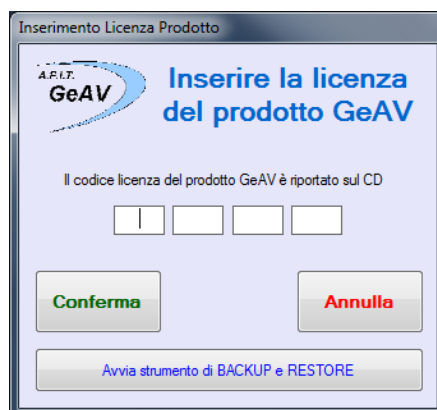 Inserimento Licenza Prodotto
A.P.I.T.
GeAV
Inserire la licenza
del prodotto GeAV
Il codice licenza del prodotto GeAV è riportato sul CD
Conferma
Annulla
Avvia strumento di BACKUP e RESTORE